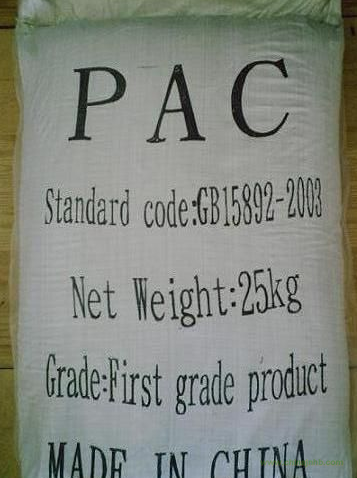 PAC
Standard code:GB15892-2003
Net Weight:25kg
Grade:First grade product
MADE IN CHINA